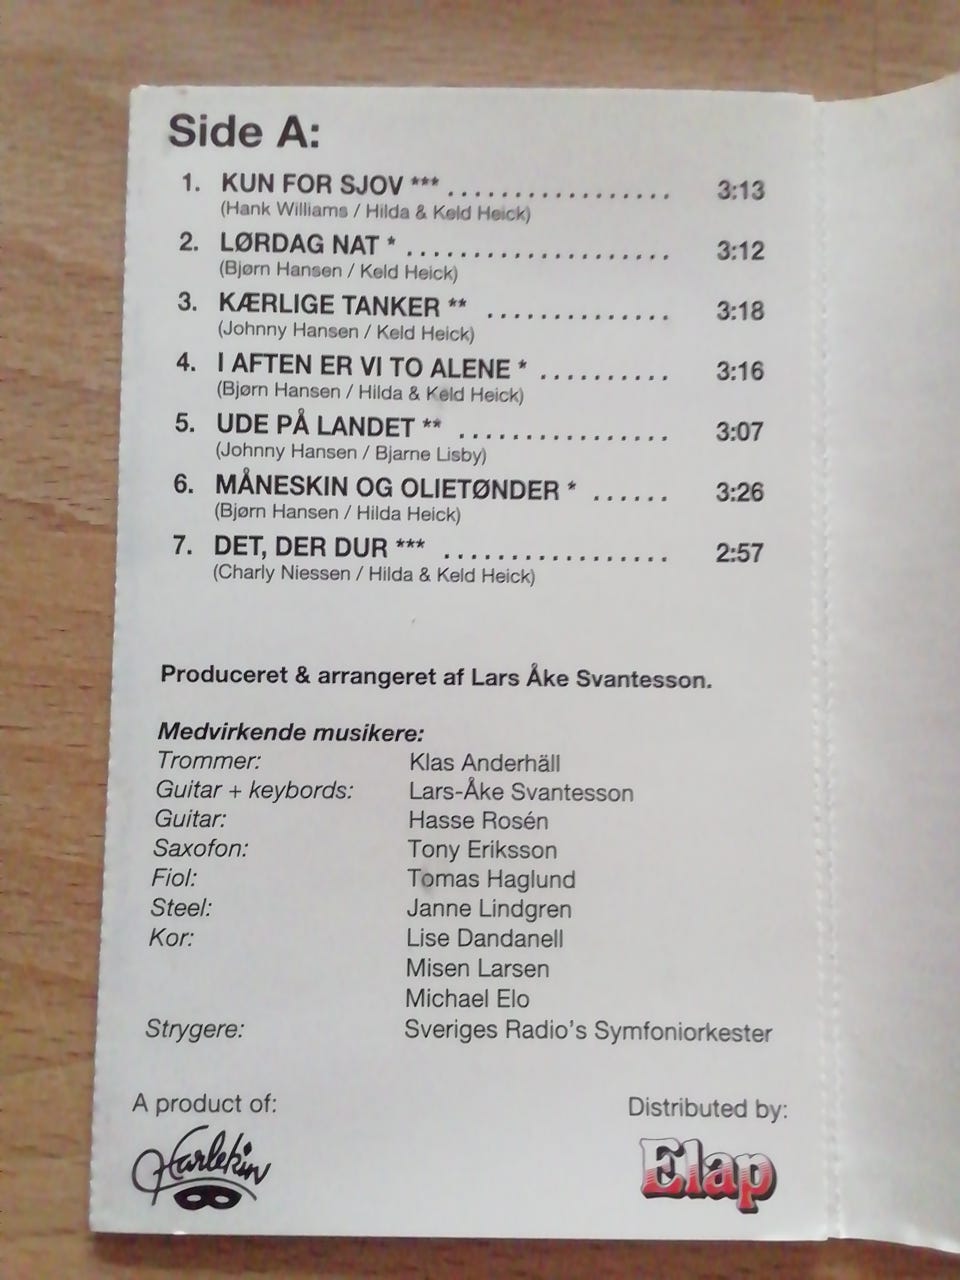 Side A:
1. KUN FOR SJOV *** ................. 3:13
(Hank Williams / Hilda & Keld Heick)
2. LØRDAG NAT * .................... 3:12
(Bjørn Hansen / Keld Heick)
3. KÆRLIGE TANKER ** .............. 3:18
(Johnny Hansen / Keld Heick)
4. I AFTEN ER VI TO ALENE * .......... 3:16
(Bjørn Hansen / Hilda & Keld Heick)
5. UDE PÅ LANDET ** ................ 3:07
(Johnny Hansen / Bjarne Lisby)
6. MÅNESKIN OG OLIETØNDER * ...... 3:26
(Bjørn Hansen / Hilda Heick)
7. DET, DER DUR *** ................. 2:57
(Charly Niessen / Hilda & Keld Heick)
Produceret & arrangeret af Lars Åke Svantesson.
Medvirkende musikere:
Trommer: Klas Anderhäll
Guitar + keybords: Lars-Åke Svantesson
Guitar: Hasse Rosén
Saxofon: Tony Eriksson
Fiol: Tomas Haglund
Steel: Janne Lindgren
Kor: Lise Dandanell
Misen Larsen
Michael Elo
Strygere: Sveriges Radio's Symfoniorkester
A product of: Distributed by:
Harlekin Elap